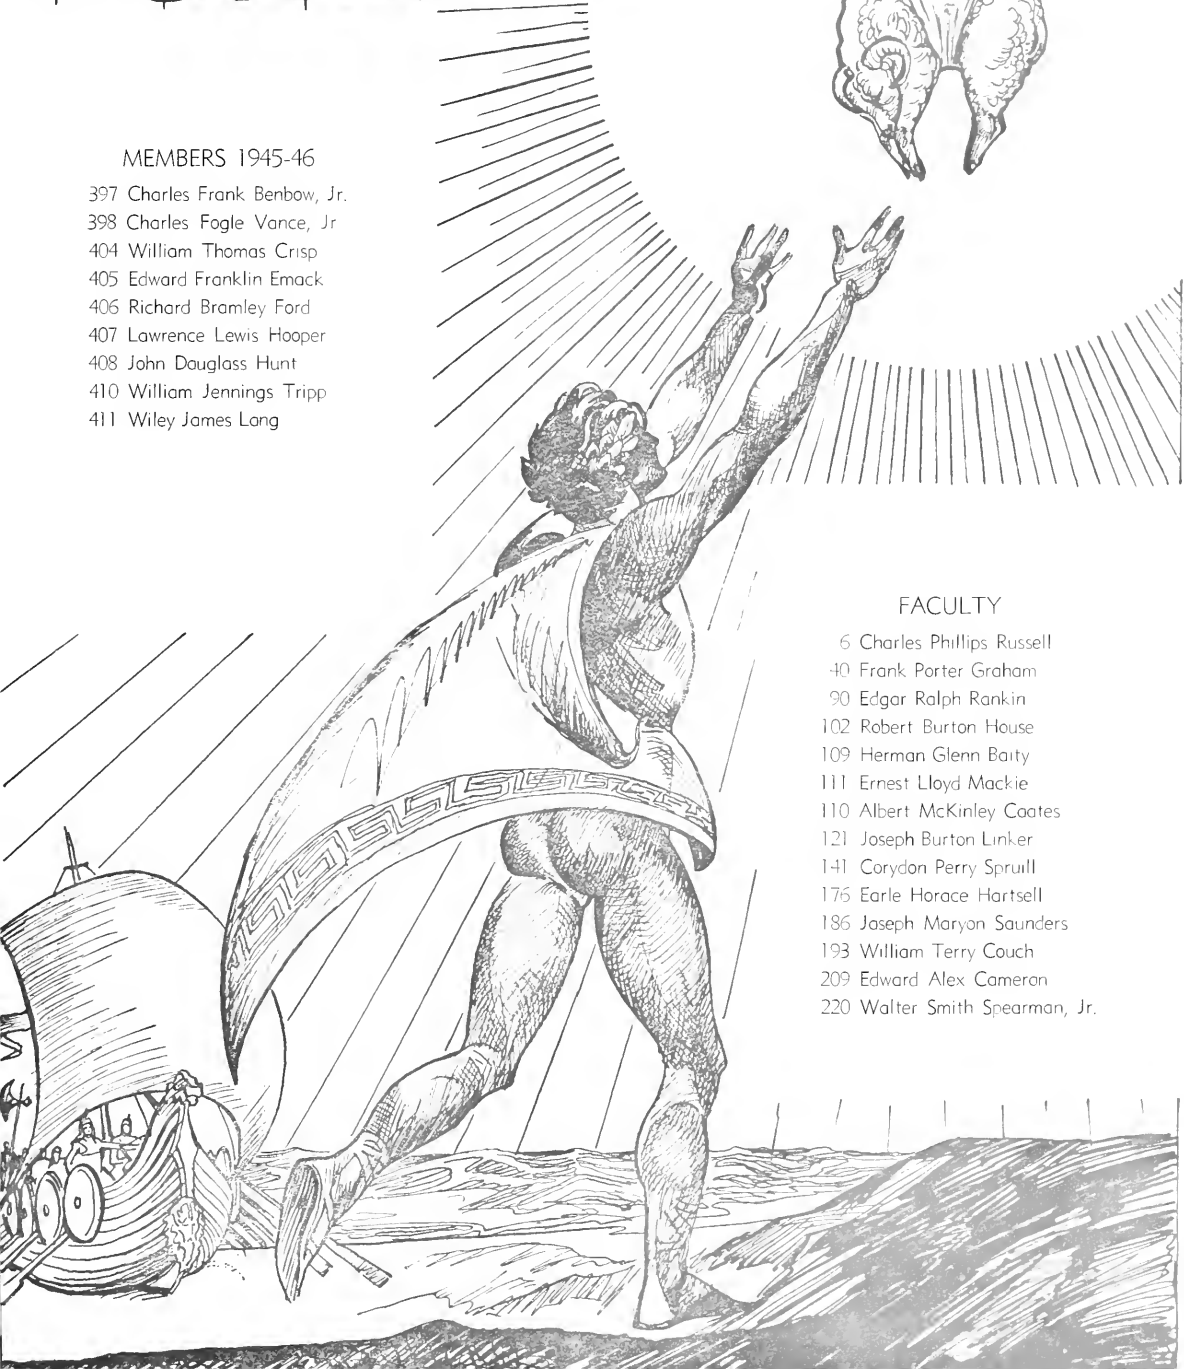 MEMBERS 1945-46
397 Charles Frank Benbow, Jr.
398 Charles Fogle Vance, Jr
404 William Thomas Crisp
405 Edward Franklin Emack
406 Richard Bramley Ford
407 Lawrence Lewis Hooper
408 John Douglass Hunt
410 William Jennings Tripp
411 Wiley James Long
FACULTY
6 Charles Phillips Russell
40 Frank Porter Graham
90 Edgar Ralph Rankin
102 Robert Burton House
109 Herman Glenn Baity
111 Ernest Lloyd Mackie
110 Albert McKinley Coates
121 Joseph Burton Linker
141 Corydon Perry Spruill
176 Earle Horace Hartsell
186 Joseph Maryon Saunders
193 William Terry Couch
209 Edward Alex Cameron
220 Walter Smith Spearman, Jr.